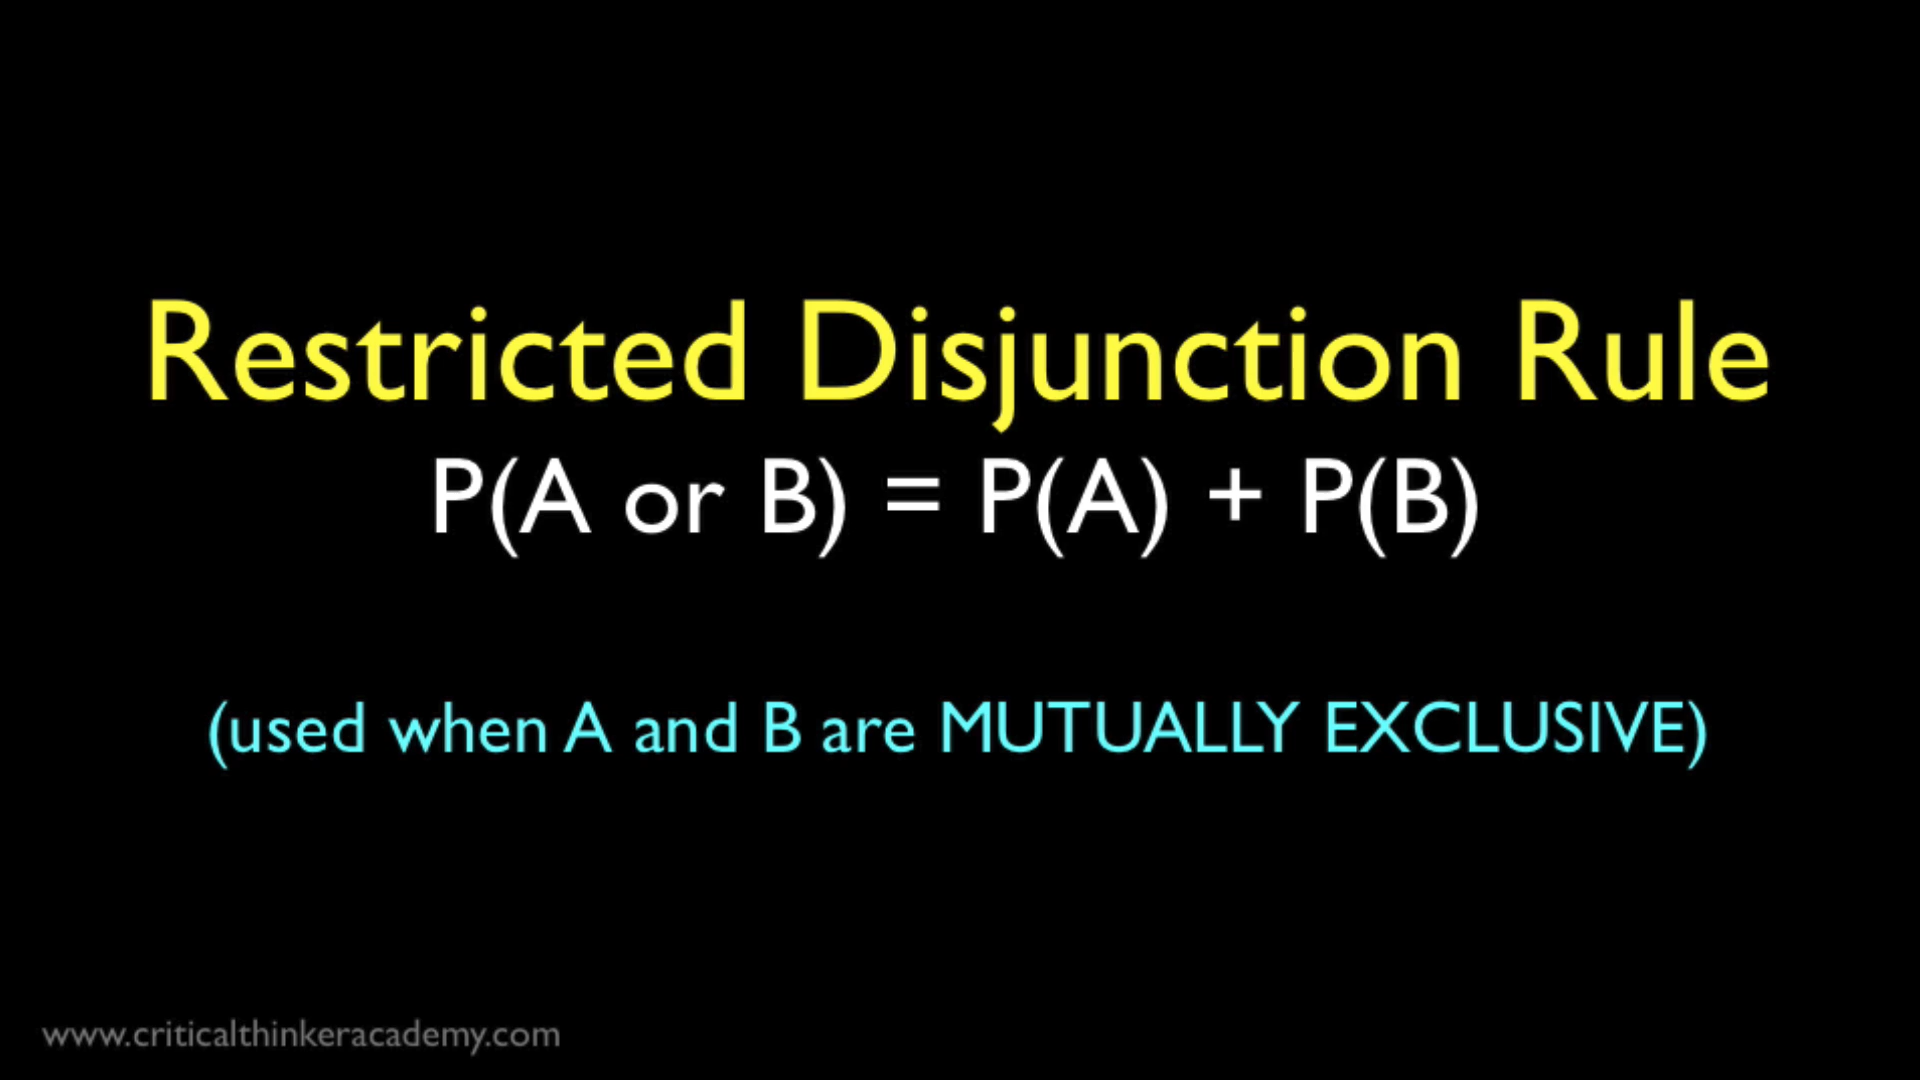 Restricted Disjunction Rule
P(A or B) = P(A) + P(B)
(used when A and B are MUTUALLY EXCLUSIVE)
www.criticalthinkeracademy.com